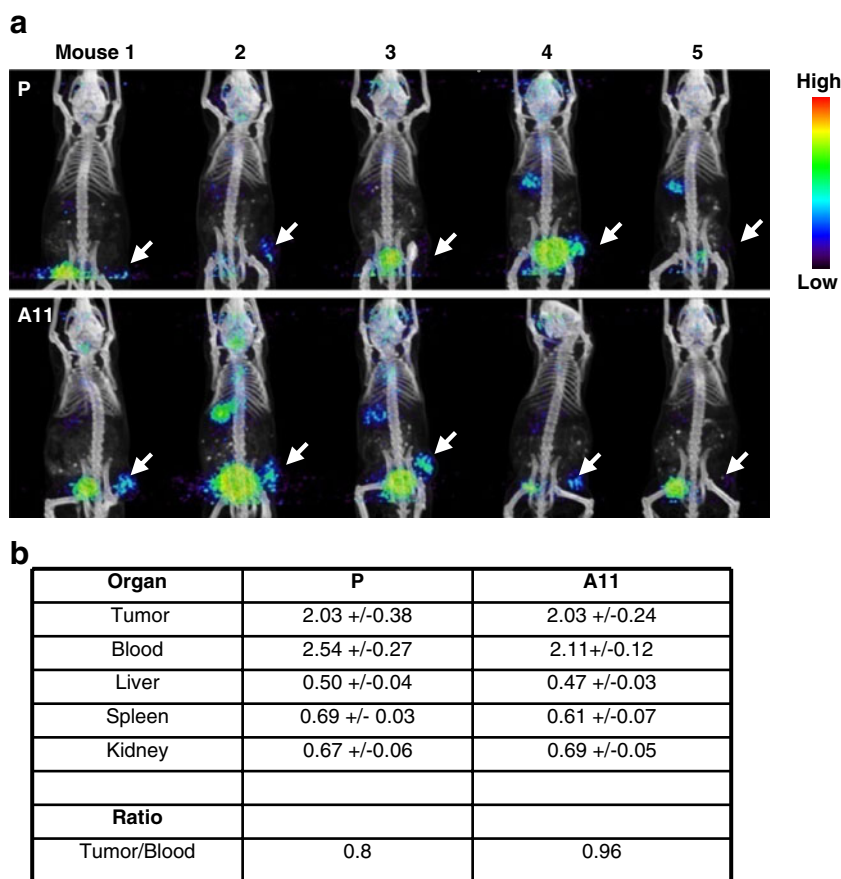 a
Mouse 1 2 3 4 5
P
High
Low
A11
b
Organ P A11
Tumor 2.03 +/-0.38 2.03 +/-0.24
Blood 2.54 +/-0.27 2.11+/-0.12
Liver 0.50 +/-0.04 0.47 +/-0.03
Spleen 0.69 +/- 0.03 0.61 +/-0.07
Kidney 0.67 +/-0.06 0.69 +/-0.05
Ratio
Tumor/Blood 0.8 0.96